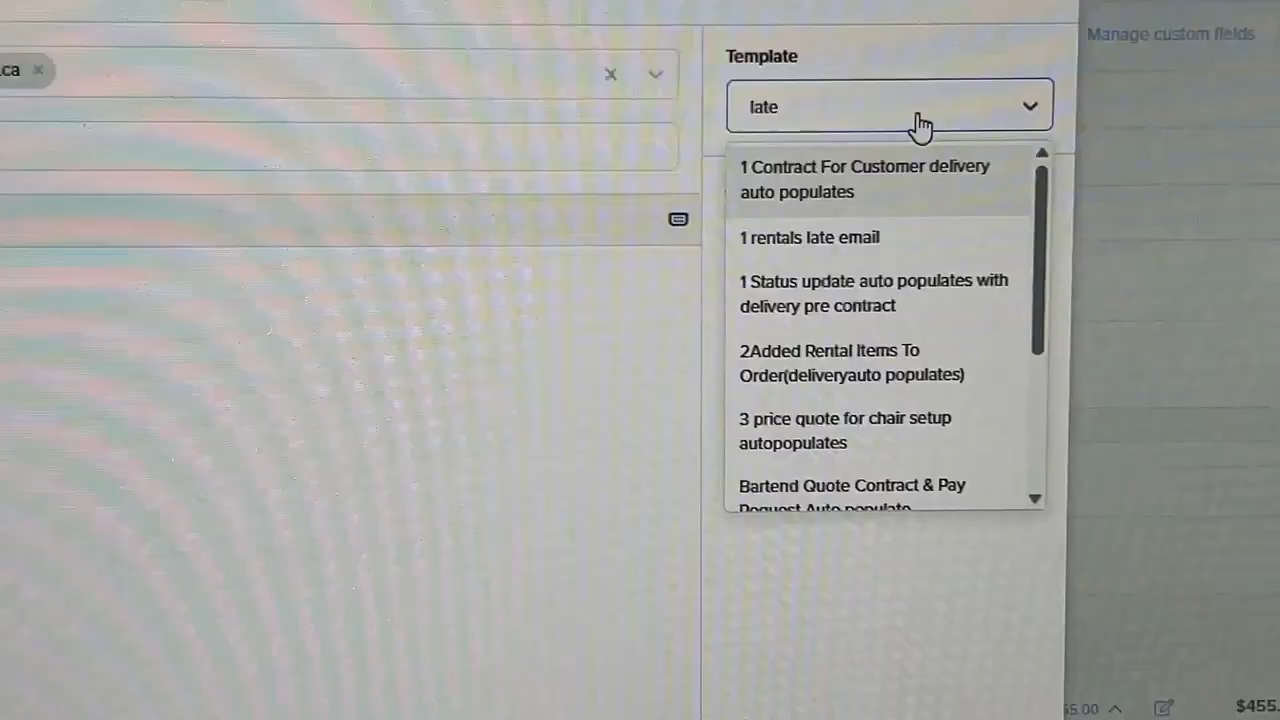 Manage custom fields
.ca
Template
late
1 Contract For Customer delivery
auto populates
1 rentals late email
1 Status update auto populates with
delivery pre contract
2Added Rental Items To
Order(deliveryauto populates)
3 price quote for chair setup
autopopulates
Bartend Quote Contract & Pay
Request Auto populate
5.00
$455.